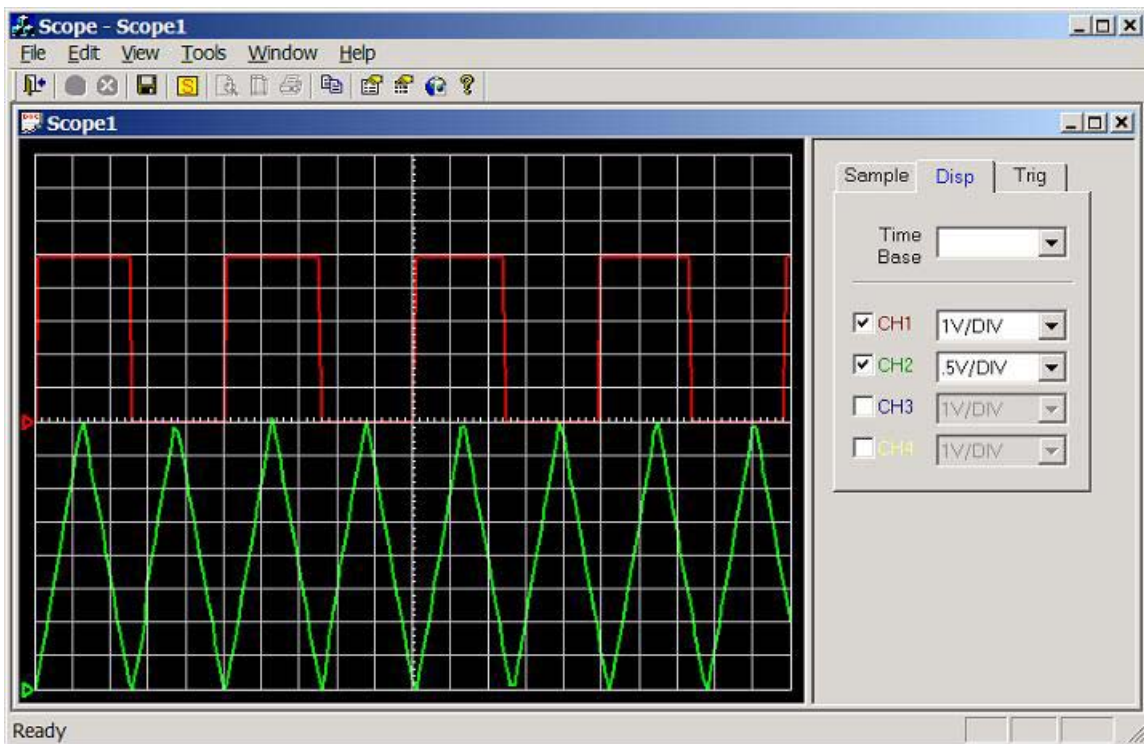 Scope - Scope1
File Edit View Tools Window Help
Scope1
Sample Disp Trig
Time
Base
CH1 1V/DIV
CH2 .5V/DIV
CH3 1V/DIV
CH4 1V/DIV
Ready